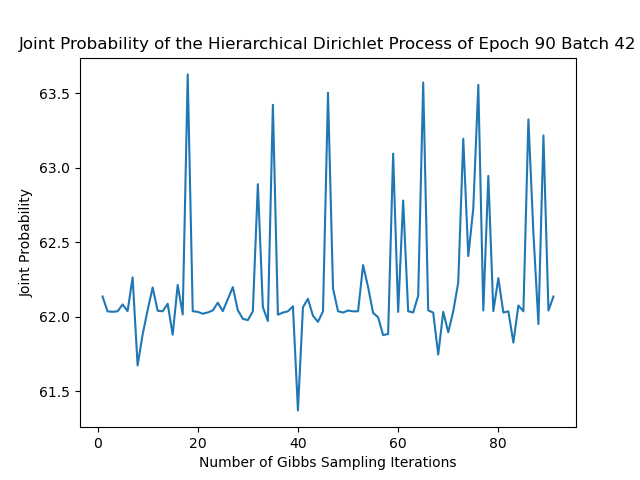 Joint Probability of the Hierarchical Dirichlet Process of Epoch 90 Batch 42
63.5
63.0
62.5
62.0
61.5
Joint Probability
0 20 40 60 80
Number of Gibbs Sampling Iterations